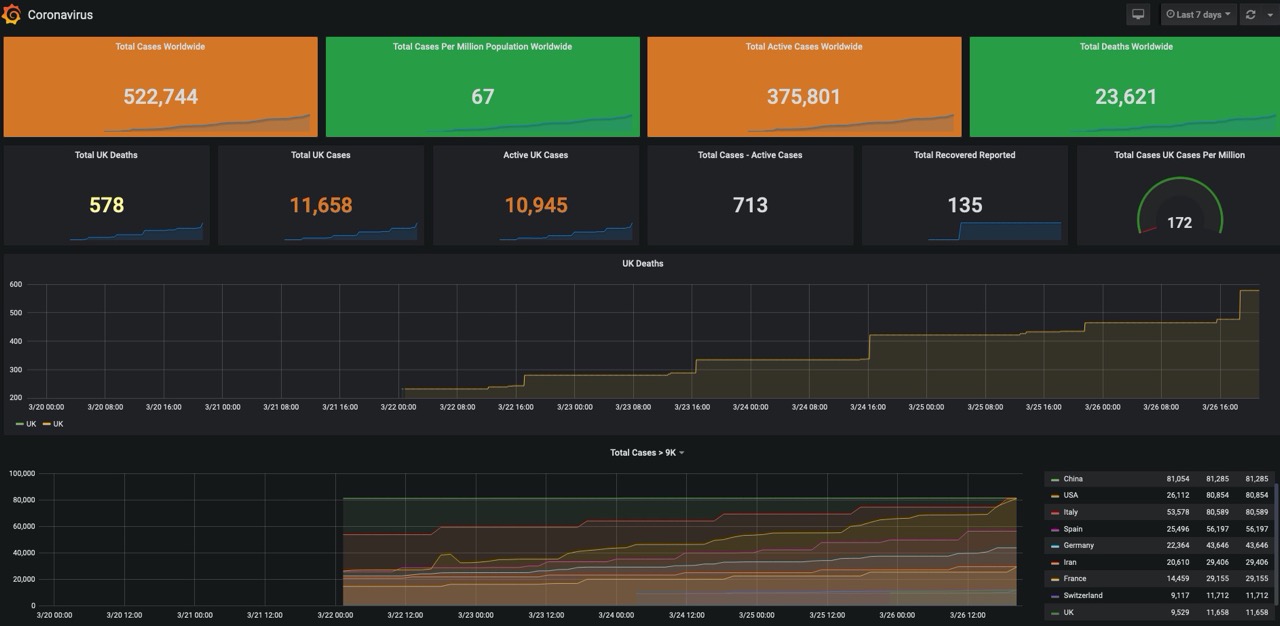 Coronavirus
Last 7 days
Total Cases Worldwide
Total Cases Per Million Population Worldwide
Total Active Cases Worldwide
Total Deaths Worldwide
522,744
67
375,801
23,621
Total UK Deaths
Total UK Cases
Active UK Cases
Total Cases - Active Cases
Total Recovered Reported
Total Cases UK Cases Per Million
578
11,658
10,945
713
135
172
UK Deaths
600
500
400
300
200
3/20 00:00 3/20 08:00 3/20 16:00 3/21 00:00 3/21 08:00 3/21 16:00 3/22 00:00 3/22 08:00 3/22 16:00 3/23 00:00 3/23 08:00 3/23 16:00 3/24 00:00 3/24 08:00 3/24 16:00 3/25 00:00 3/25 08:00 3/25 16:00 3/26 00:00 3/26 08:00 3/26 16:00
UK UK
Total Cases > 9K
100,000
80,000
60,000
40,000
20,000
0
3/20 00:00 3/20 12:00 3/21 00:00 3/21 12:00 3/22 00:00 3/22 12:00 3/23 00:00 3/23 12:00 3/24 00:00 3/24 12:00 3/25 00:00 3/25 12:00 3/26 00:00 3/26 12:00
China 81,054 81,285 81,285
USA 26,112 80,854 80,854
Italy 53,578 80,589 80,589
Spain 25,496 56,197 56,197
Germany 22,364 43,646 43,646
Iran 20,610 29,406 29,406
France 14,459 29,155 29,155
Switzerland 9,117 11,712 11,712
UK 9,529 11,658 11,658